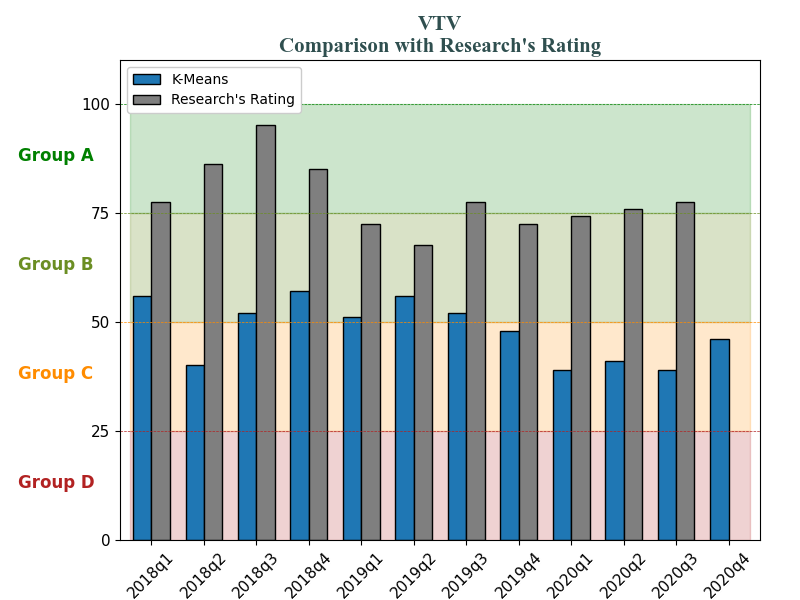 VTV
Comparison with Research's Rating
K-Means
Research's Rating
100
Group A
75
Group B
50
Group C
25
Group D
0
2018q1
2018q2
2018q3
2018q4
2019q1
2019q2
2019q3
2019q4
2020q1
2020q2
2020q3
2020q4